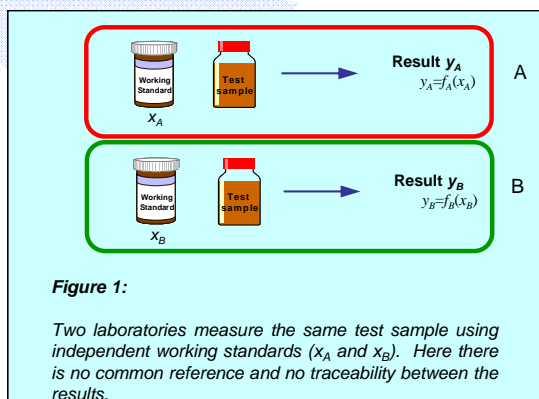 Working
Standard
Test
sample
Result yA
yA=fA(xA)
A
xA
Working
Standard
Test
sample
Result yB
yB=fB(xB)
B
xB
Figure 1:
Two laboratories measure the same test sample using
independent working standards (xA and xB). Here there
is no common reference and no traceability between the
results.